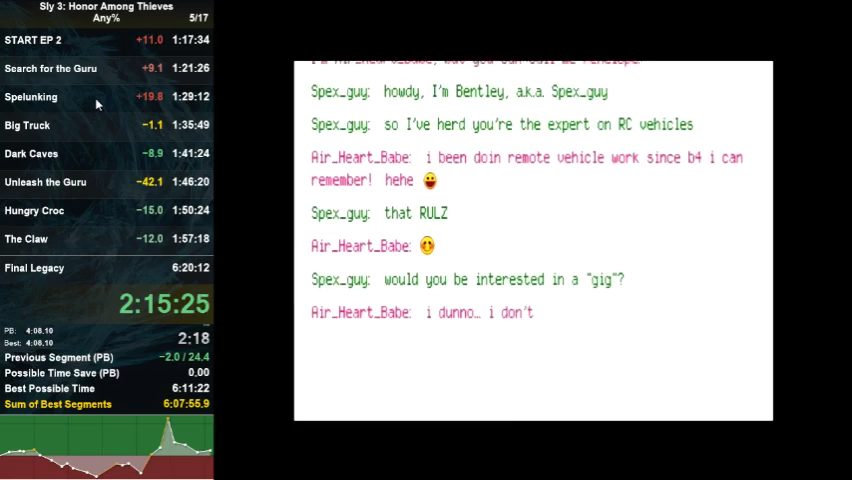 Sly 3: Honor Among Thieves
Any% 5/17
START EP 2 +11.0 1:17:34
Search for the Guru +9.1 1:21:26
Spelunking +19.8 1:29:12
Big Truck −1.1 1:35:49
Dark Caves −8.9 1:41:24
Unleash the Guru −42.1 1:46:20
Hungry Croc −15.0 1:50:24
The Claw −12.0 1:57:18
Final Legacy 6:20:12
2:15:25
PB: 4:08.10
Best: 4:08.10
2:18
Previous Segment (PB) −2.0 / 24.4
Possible Time Save (PB) 0.00
Best Possible Time 6:11:22
Sum of Best Segments 6:07:55.9
Spex_guy: howdy, I'm Bentley, a.k.a. Spex_guy
Spex_guy: so I've herd you're the expert on RC vehicles
Air_Heart_Babe: i been doin remote vehicle work since b4 i can
remember! hehe
Spex_guy: that RULZ
Air_Heart_Babe:
Spex_guy: would you be interested in a "gig"?
Air_Heart_Babe: i dunno... i don't